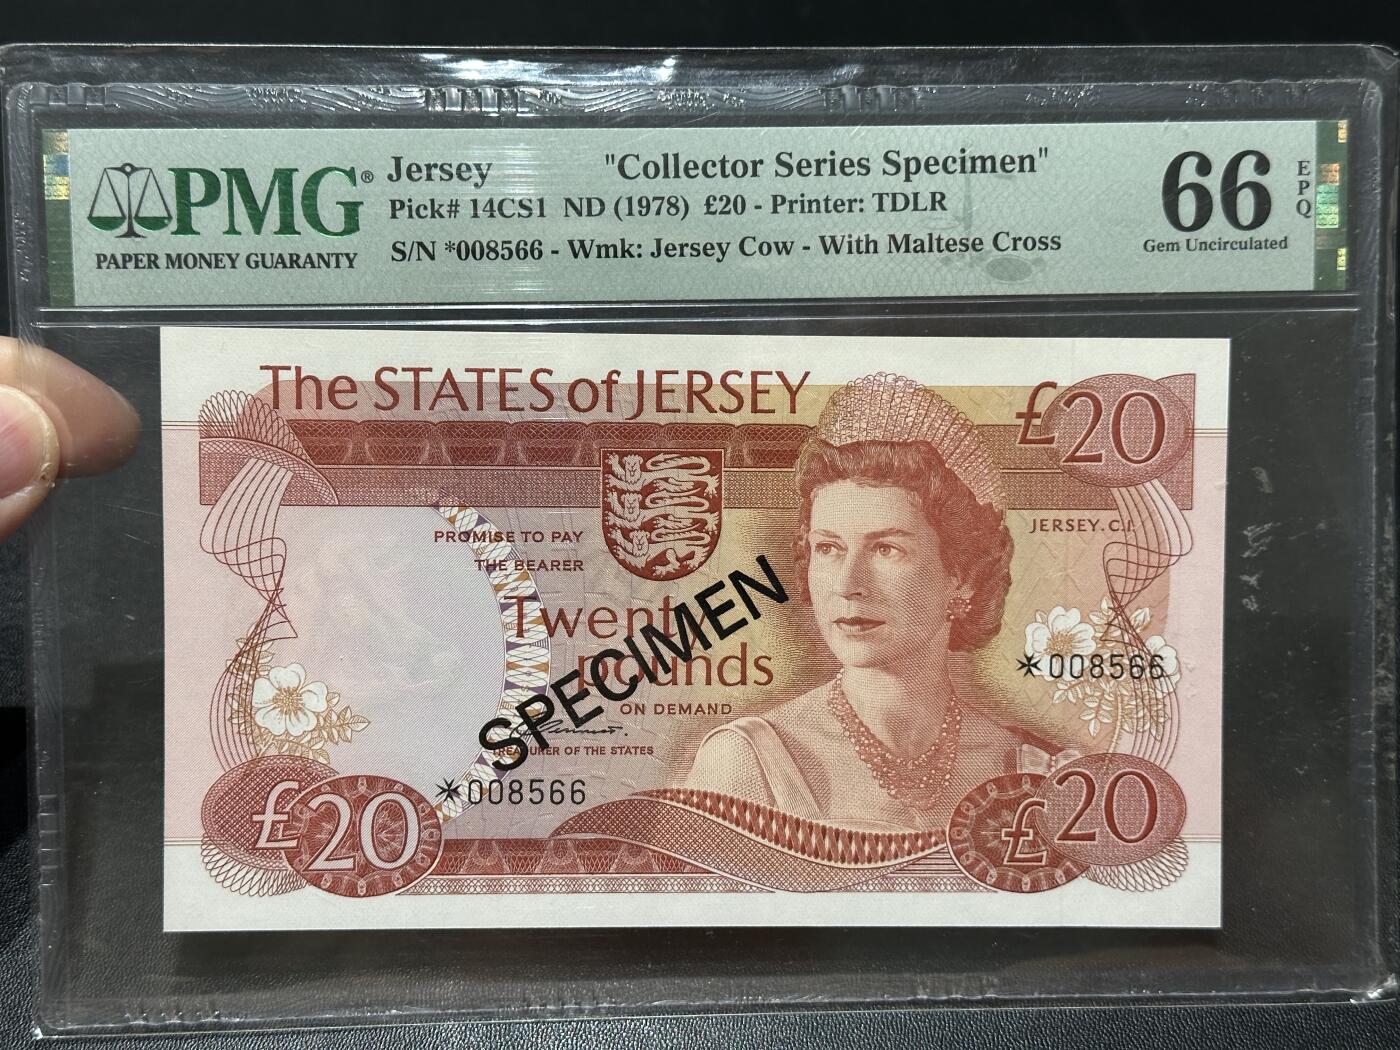 PMG®
PAPER MONEY GUARANTY
Jersey "Collector Series Specimen"
Pick# 14CS1 ND (1978) £20 - Printer: TDLR
S/N *008566 - Wmk: Jersey Cow - With Maltese Cross
66
EPQ
Gem Uncirculated
The STATES of JERSEY
£20
JERSEY.C.I.
PROMISE TO PAY
THE BEARER
Twenty
pounds
ON DEMAND
TREASURER OF THE STATES
SPECIMEN
*008566
*008566
£20
£20